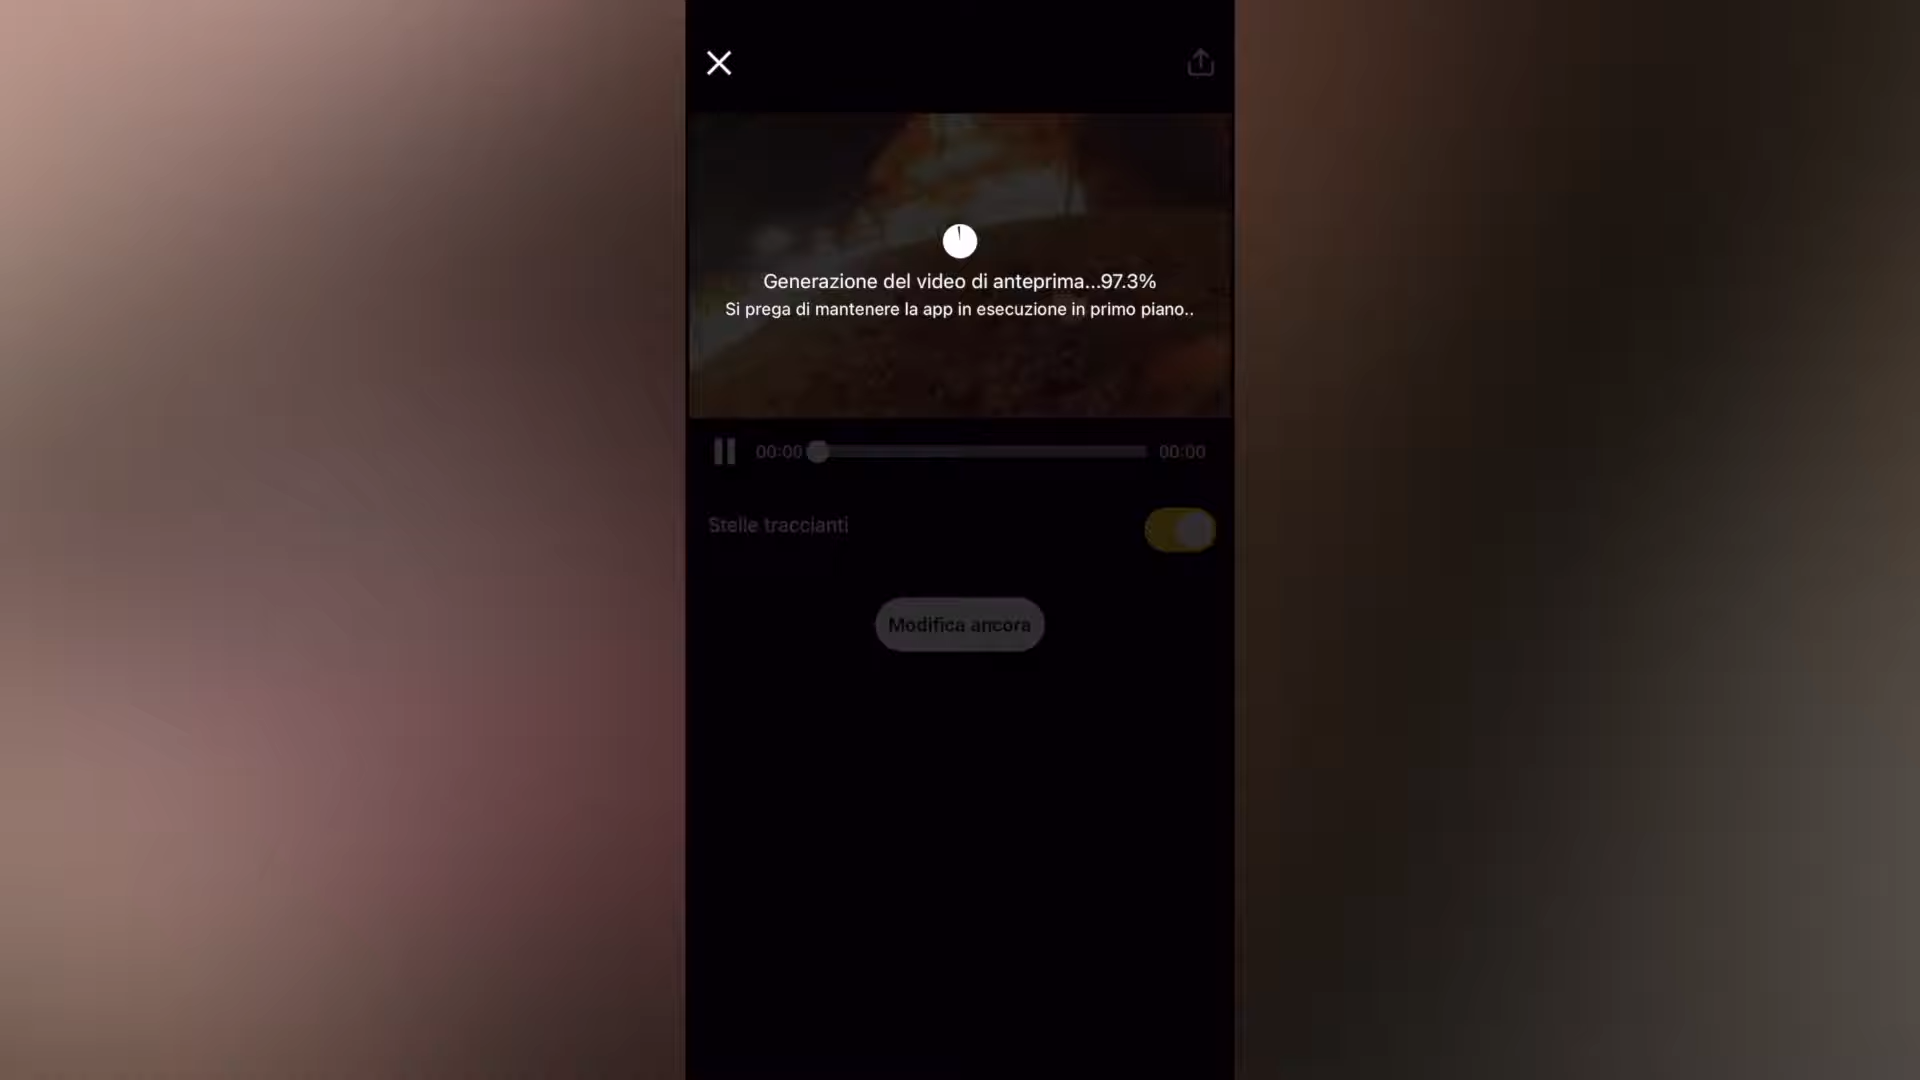 Generazione del video di anteprima...97.3%
Si prega di mantenere la app in esecuzione in primo piano..
00:00
00:00
Stelle traccianti
Modifica ancora